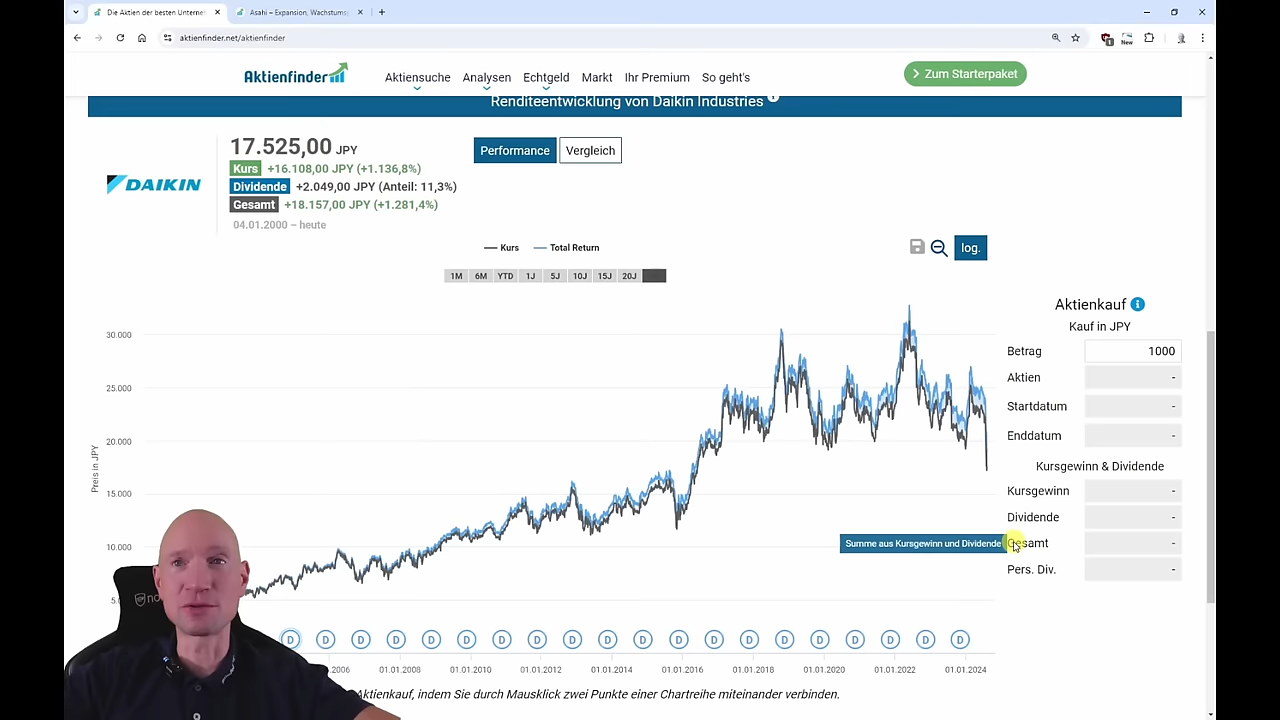 Die Aktien der besten Unterne
Asahi – Expansion, Wachstums
aktienfinder.net/aktienfinder
New
Aktienfinder
Aktiensuche
Analysen
Echtgeld
Markt
Ihr Premium
So geht's
Zum Starterpaket
Renditeentwicklung von Daikin Industries
DAIKIN
17.525,00 JPY
Kurs +16.108,00 JPY (+1.136,8%)
Dividende +2.049,00 JPY (Anteil: 11,3%)
Gesamt +18.157,00 JPY (+1.281,4%)
04.01.2000 – heute
Performance
Vergleich
Kurs
Total Return
log.
1M 6M YTD 1J 5J 10J 15J 20J
Preis in JPY
30.000
25.000
20.000
15.000
10.000
Aktienkauf
Kauf in JPY
Betrag 1000
Aktien -
Startdatum -
Enddatum -
Kursgewinn & Dividende
Kursgewinn -
Dividende -
Summe aus Kursgewinn und Dividende
Gesamt -
Pers. Div. -
D D D D D D D D D D D D D D D D D D D D
.2006 01.01.2008 01.01.2010 01.01.2012 01.01.2014 01.01.2016 01.01.2018 01.01.2020 01.01.2022 01.01.2024
Aktienkauf, indem Sie durch Mausklick zwei Punkte einer Chartreihe miteinander verbinden.